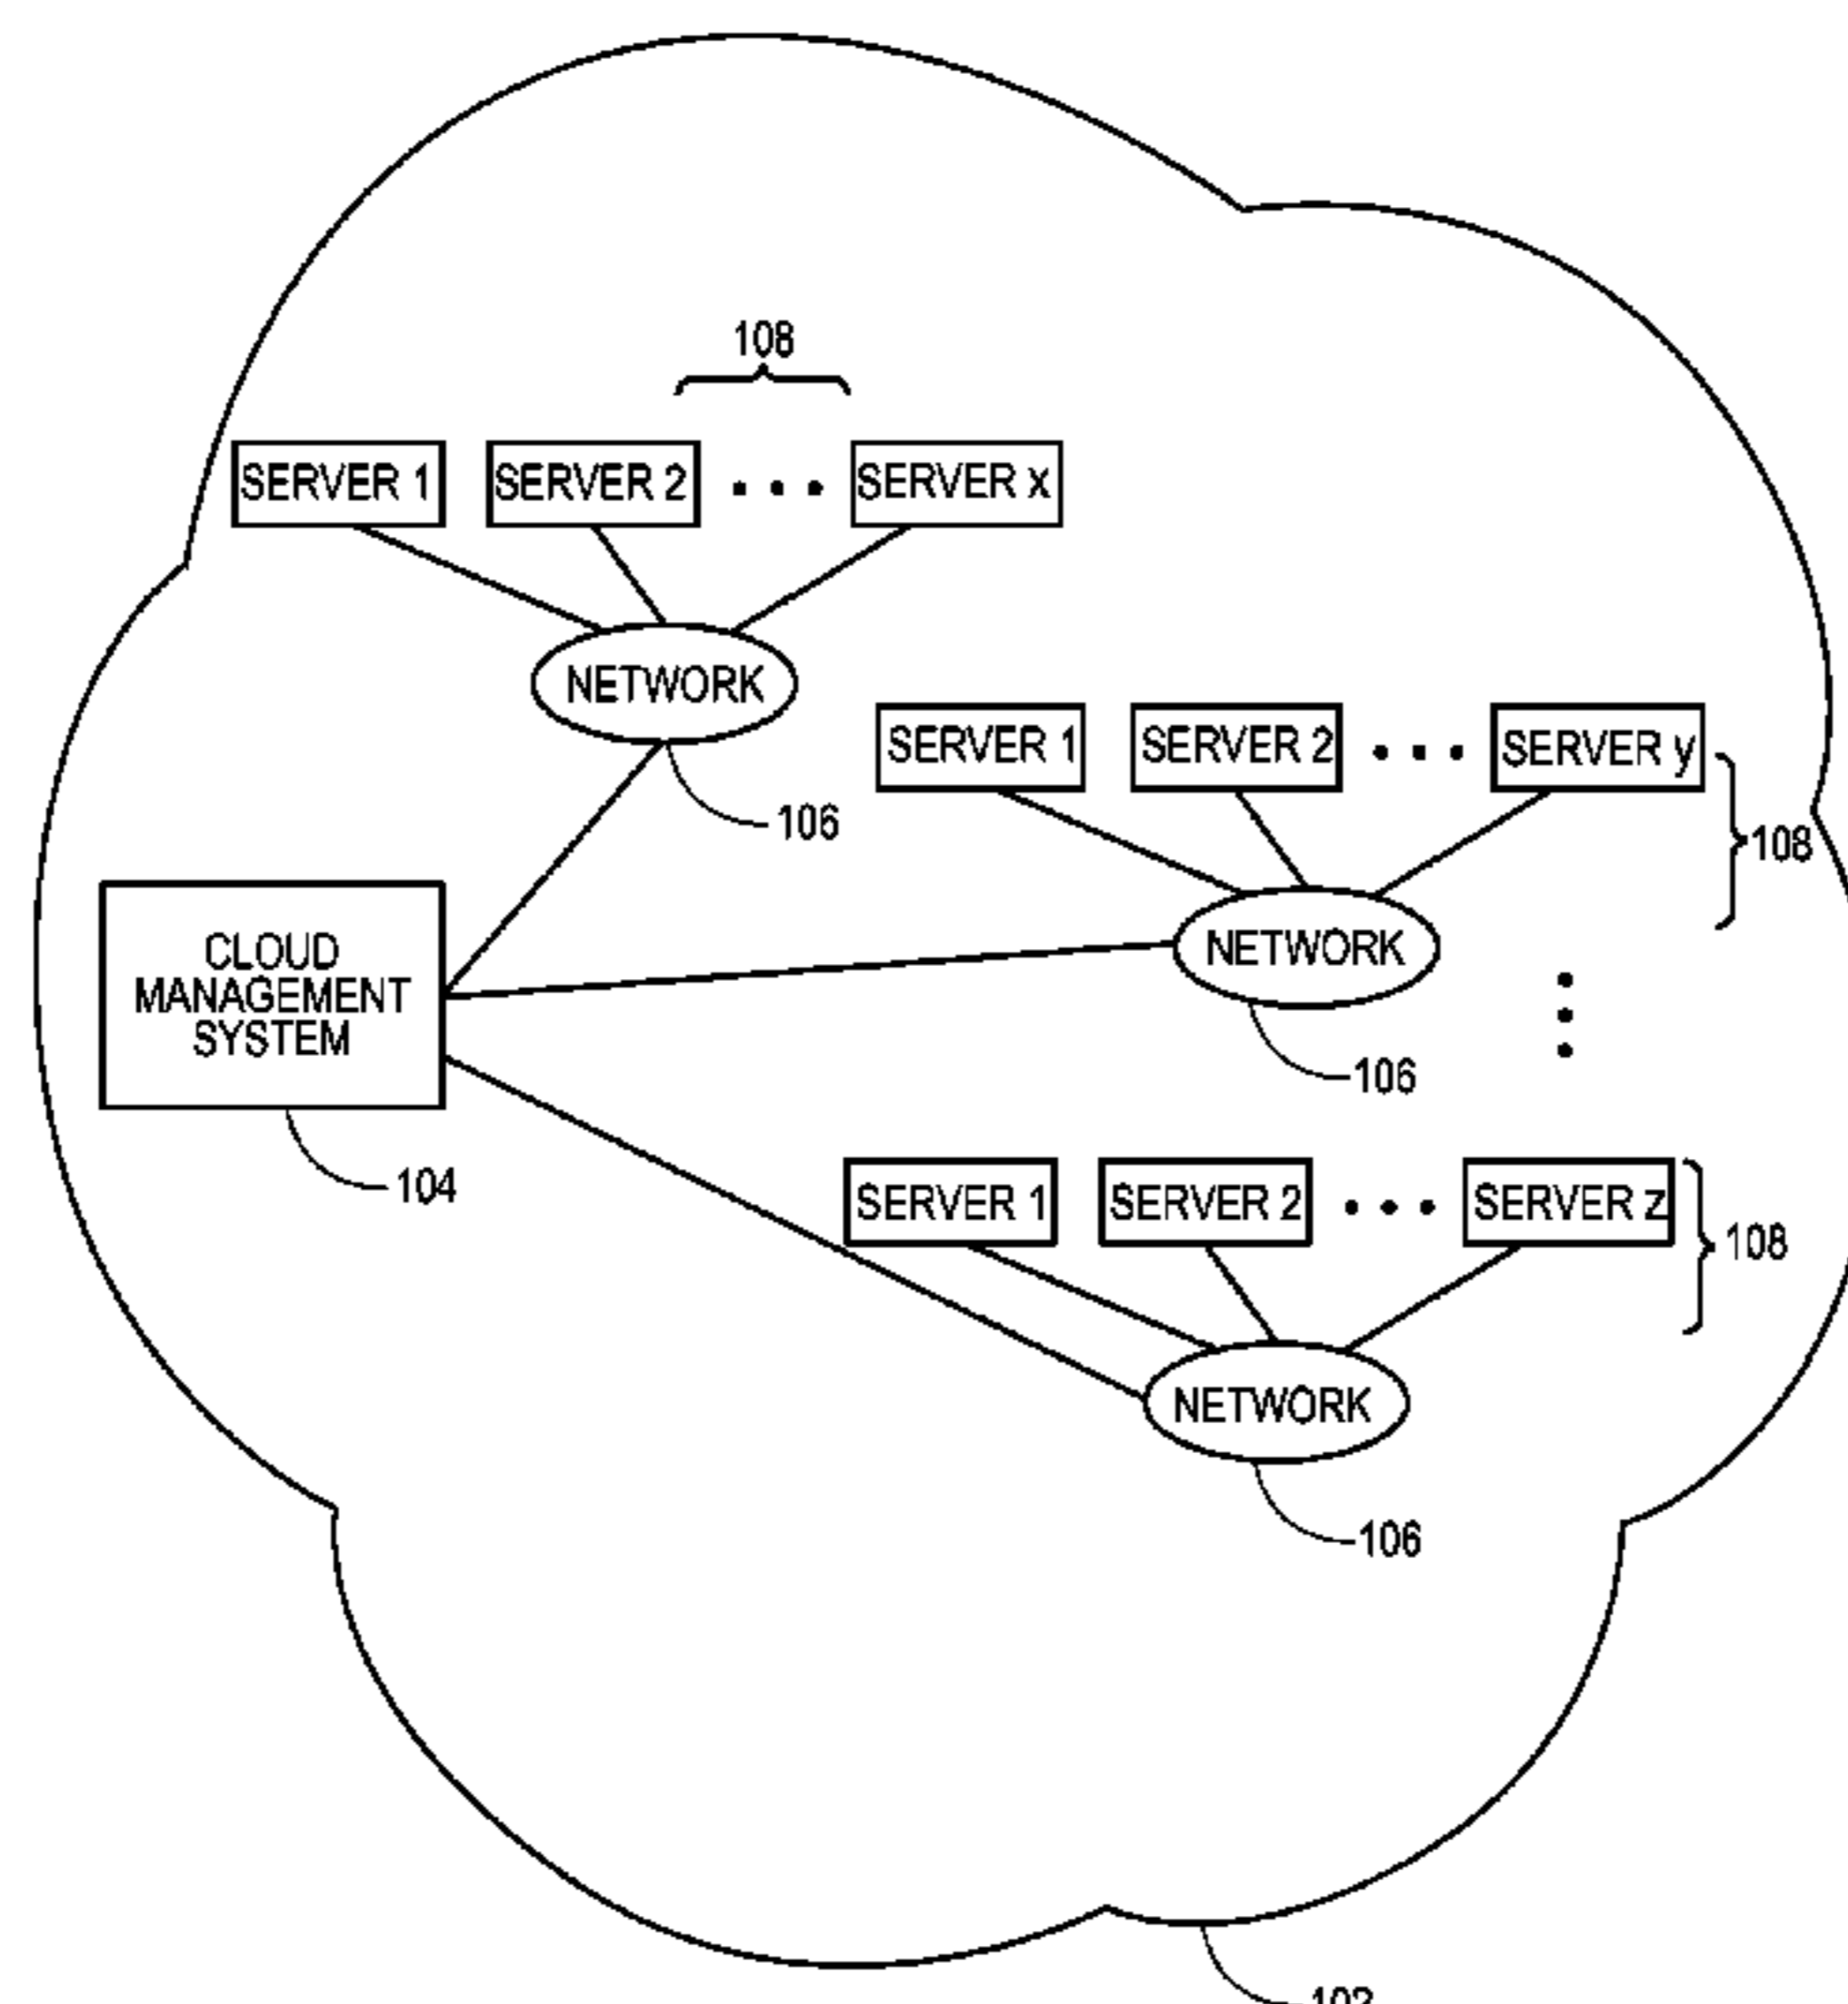 108
SERVER 1
SERVER 2
SERVER x
NETWORK
106
SERVER 1
SERVER 2
SERVER y
108
NETWORK
106
CLOUD
MANAGEMENT
SYSTEM
104
SERVER 1
SERVER 2
SERVER z
108
NETWORK
106